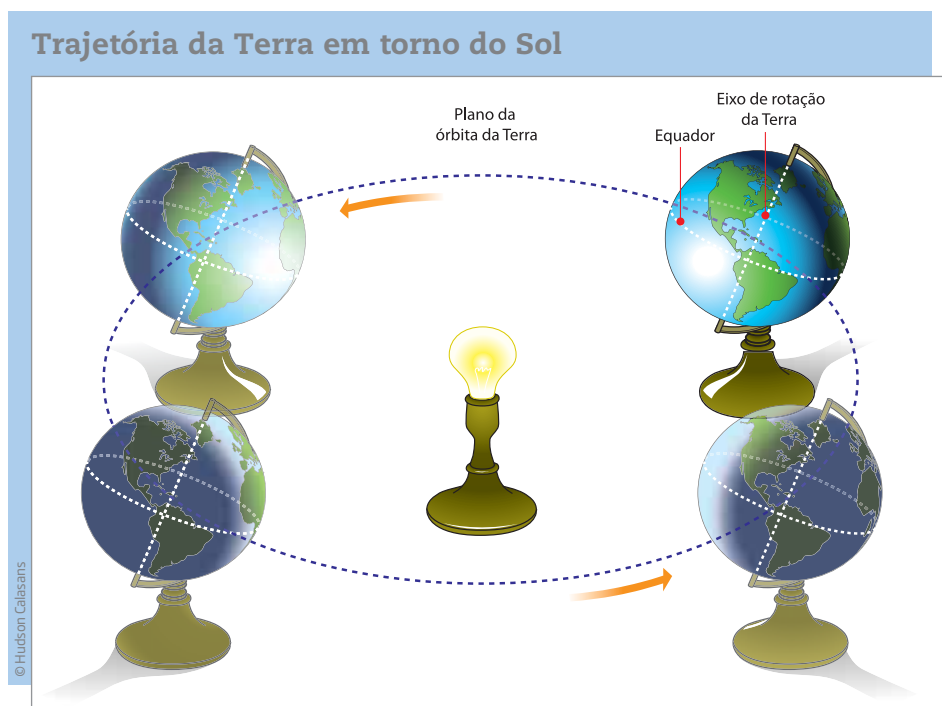 Trajetória da Terra em torno do Sol
Plano da
órbita da Terra
Eixo de rotação
da Terra
Equador
© Hudson Calasans